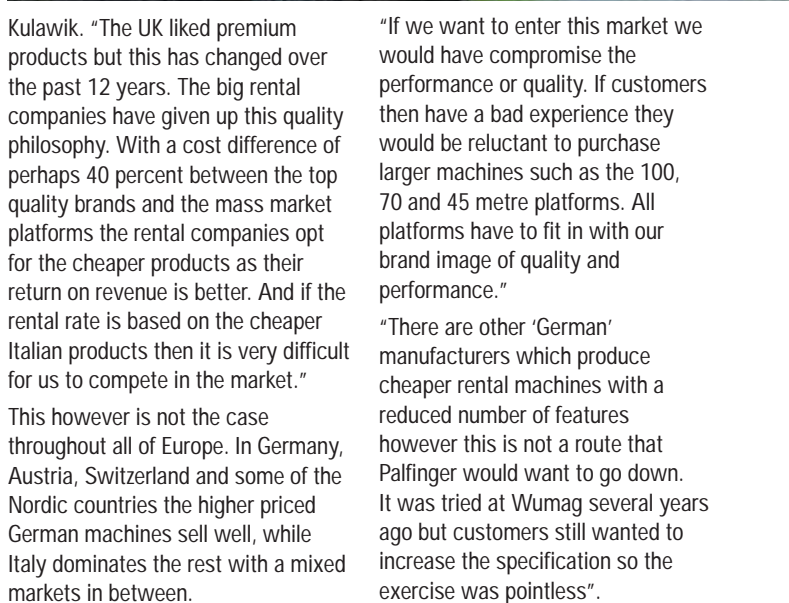 Kulawik. “The UK liked premium
products but this has changed over
the past 12 years. The big rental
companies have given up this quality
philosophy. With a cost difference of
perhaps 40 percent between the top
quality brands and the mass market
platforms the rental companies opt
for the cheaper products as their
return on revenue is better. And if the
rental rate is based on the cheaper
Italian products then it is very difficult
for us to compete in the market.”
This however is not the case
throughout all of Europe. In Germany,
Austria, Switzerland and some of the
Nordic countries the higher priced
German machines sell well, while
Italy dominates the rest with a mixed
markets in between.
“If we want to enter this market we
would have compromise the
performance or quality. If customers
then have a bad experience they
would be reluctant to purchase
larger machines such as the 100,
70 and 45 metre platforms. All
platforms have to fit in with our
brand image of quality and
performance.”
“There are other ‘German’
manufacturers which produce
cheaper rental machines with a
reduced number of features
however this is not a route that
Palfinger would want to go down.
It was tried at Wumag several years
ago but customers still wanted to
increase the specification so the
exercise was pointless”.